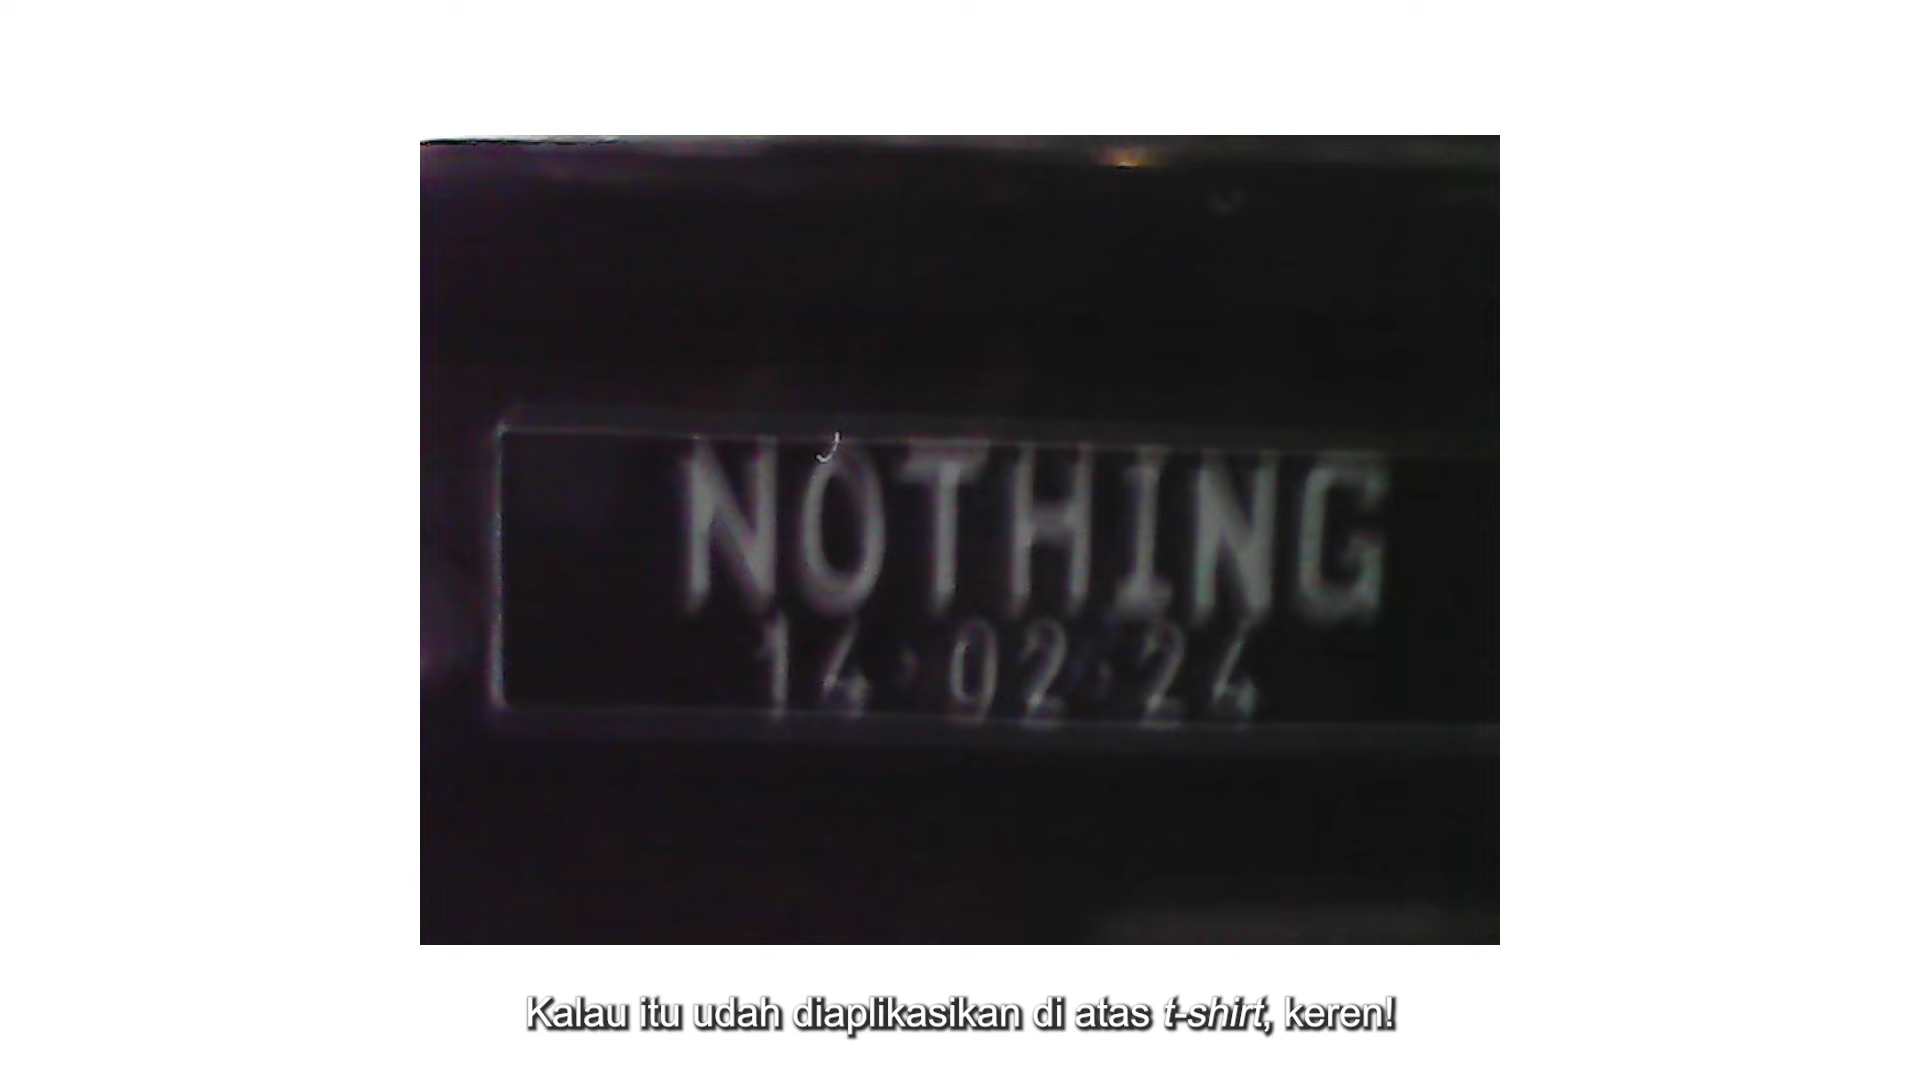 NOTHING
14 02 24
Kalau itu udah diaplikasikan di atas t-shirt, keren!